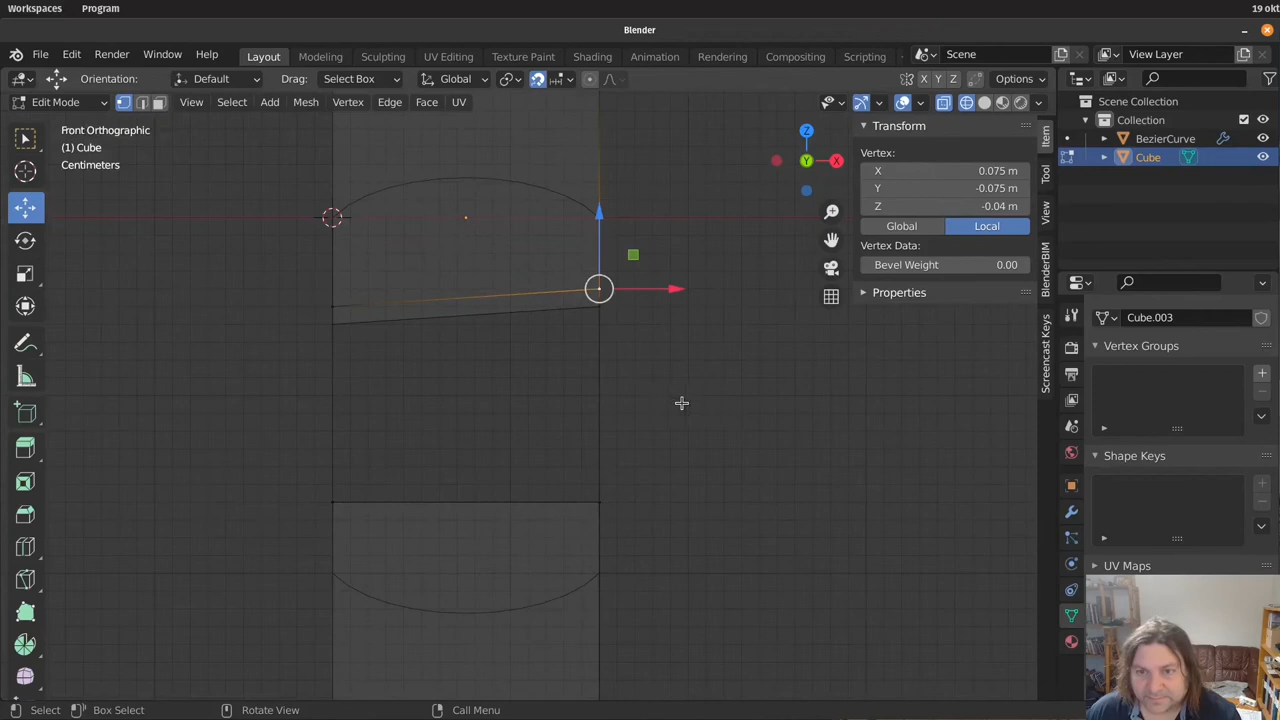 Workspaces Program 19 okt
Blender
File Edit Render Window Help Layout Modeling Sculpting UV Editing Texture Paint Shading Animation Rendering Compositing Scripting Scene View Layer
Orientation: Default Drag: Select Box Global X Y Z Options
Edit Mode View Select Add Mesh Vertex Edge Face UV
Front Orthographic
(1) Cube
Centimeters
Z
Y
X
Transform
Vertex:
X 0.075 m
Y -0.075 m
Z -0.04 m
Global Local
Vertex Data:
Bevel Weight 0.00
Properties
Item
Tool
View
BlenderBIM
Screencast Keys
Scene Collection
Collection
BezierCurve
Cube
Cube.003
Vertex Groups
Shape Keys
UV Maps
Select Box Select Rotate View Call Menu